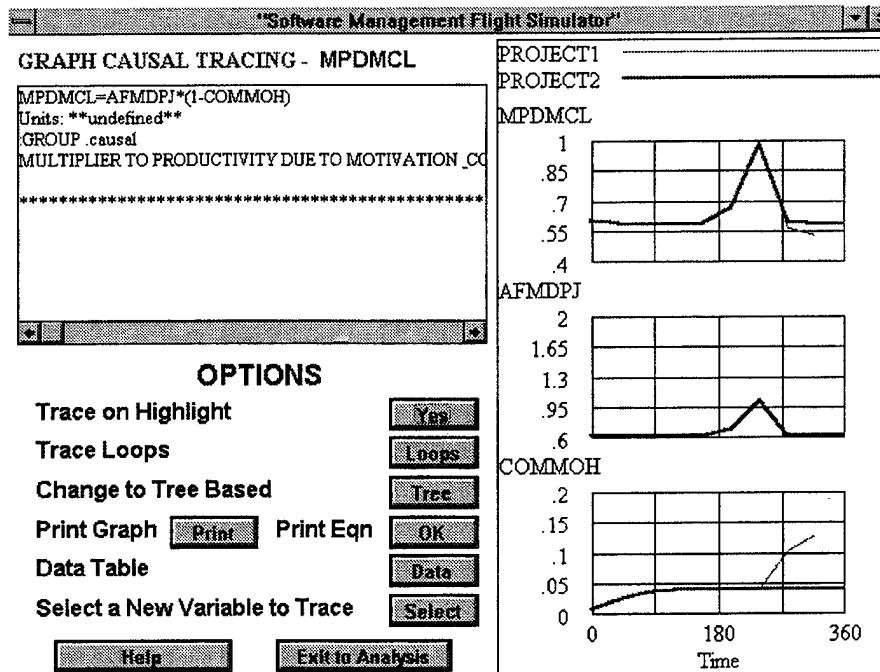 "Software Management Flight Simulator"
GRAPH CAUSAL TRACING - MPDMCL
MPDMCL=AFMDPJ*(1-COMMOH)
Units: **undefined**
:GROUP .causal
MULTIPLIER TO PRODUCTIVITY DUE TO MOTIVATION _CO
************************************************
OPTIONS
Trace on Highlight Yes
Trace Loops Loops
Change to Tree Based Tree
Print Graph Print Print Eqn OK
Data Table Data
Select a New Variable to Trace Select
Help Exit to Analysis
PROJECT1
PROJECT2
MPDMCL
1
.85
.7
.55
.4
AFMDPJ
2
1.65
1.3
.95
.6
COMMOH
.2
.15
.1
.05
0
0 180 360
Time